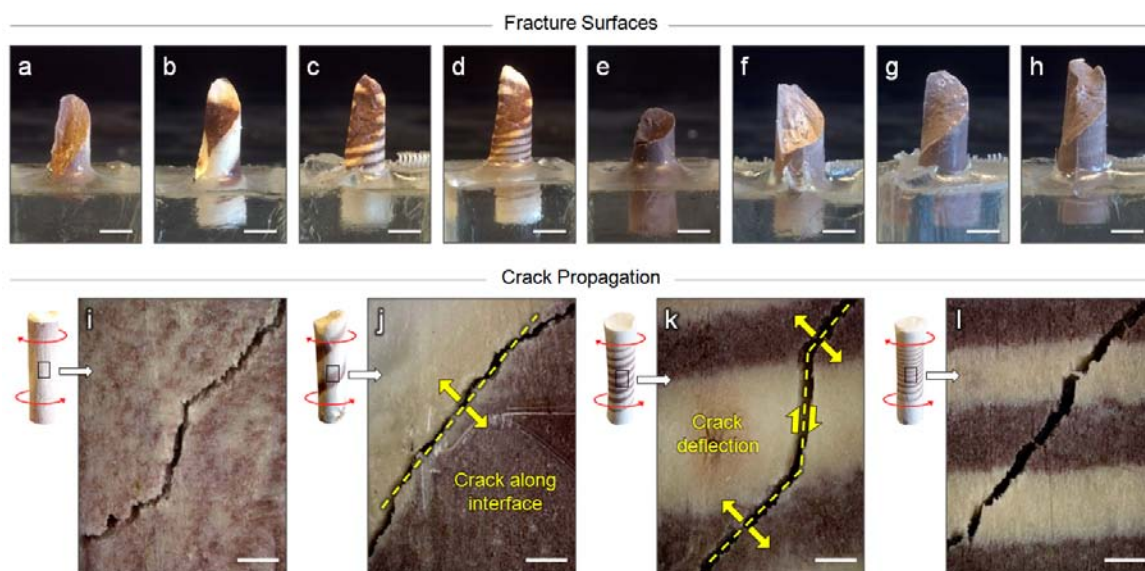 Fracture Surfaces
a
b
c
d
e
f
g
h
Crack Propagation
i
j
k
l
Crack along
interface
Crack
deflection